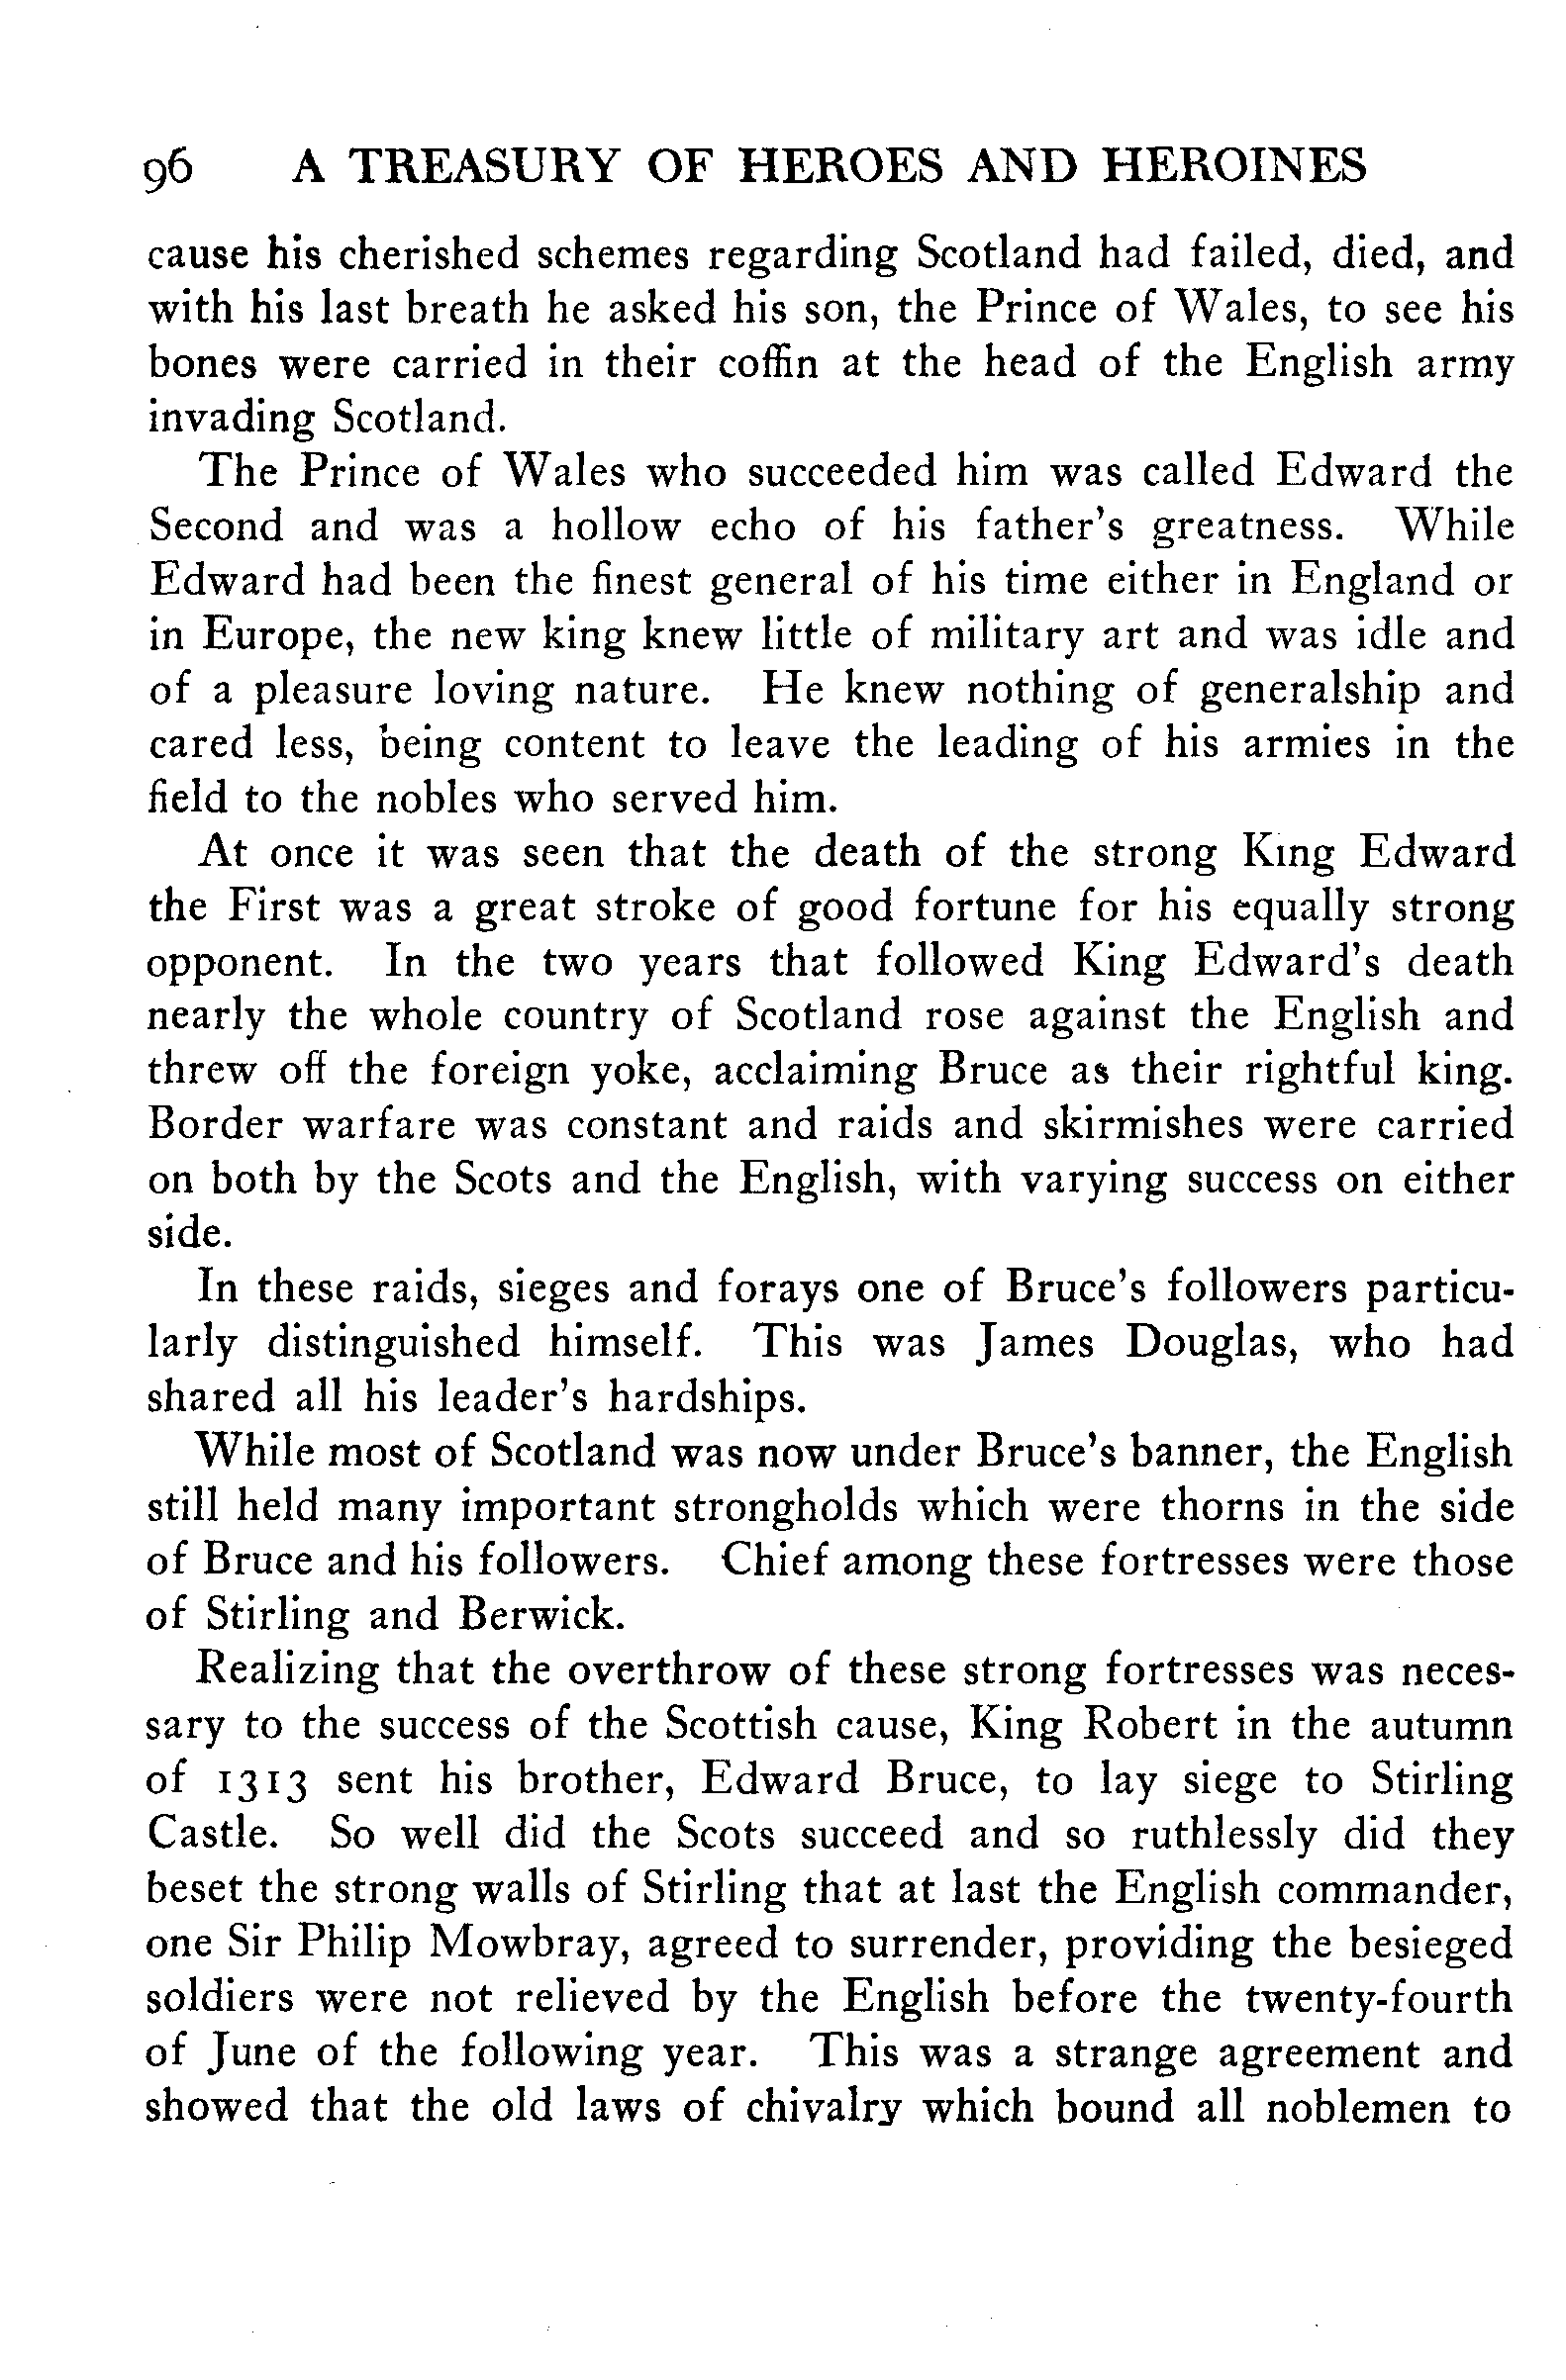 96 A TREASURY OF HEROES AND HEROINES
cause his cherished schemes regarding Scotland had failed, died, and
with his last breath he asked his son, the Prince of Wales, to see his
bones were carried in their coffin at the head of the English army
invading Scotland.
The Prince of Wales who succeeded him was called Edward the
Second and was a hollow echo of his father's greatness. While
Edward had been the finest general of his time either in England or
in Europe, the new king knew little of military art and was idle and
of a pleasure loving nature. He knew nothing of generalship and
cared less, being content to leave the leading of his armies in the
field to the nobles who served him.
At once it was seen that the death of the strong King Edward
the First was a great stroke of good fortune for his equally strong
opponent. In the two years that followed King Edward's death
nearly the whole country of Scotland rose against the English and
threw off the foreign yoke, acclaiming Bruce as their rightful king.
Border warfare was constant and raids and skirmishes were carried
on both by the Scots and the English, with varying success on either
side.
In these raids, sieges and forays one of Bruce's followers particu-
larly distinguished himself. This was James Douglas, who had
shared all his leader's hardships.
While most of Scotland was now under Bruce's banner, the English
still held many important strongholds which were thorns in the side
of Bruce and his followers. Chief among these fortresses were those
of Stirling and Berwick.
Realizing that the overthrow of these strong fortresses was neces-
sary to the success of the Scottish cause, King Robert in the autumn
of 1313 sent his brother, Edward Bruce, to lay siege to Stirling
Castle. So well did the Scots succeed and so ruthlessly did they
beset the strong walls of Stirling that at last the English commander,
one Sir Philip Mowbray, agreed to surrender, providing the besieged
soldiers were not relieved by the English before the twenty-fourth
of June of the following year. This was a strange agreement and
showed that the old laws of chivalry which bound all noblemen to